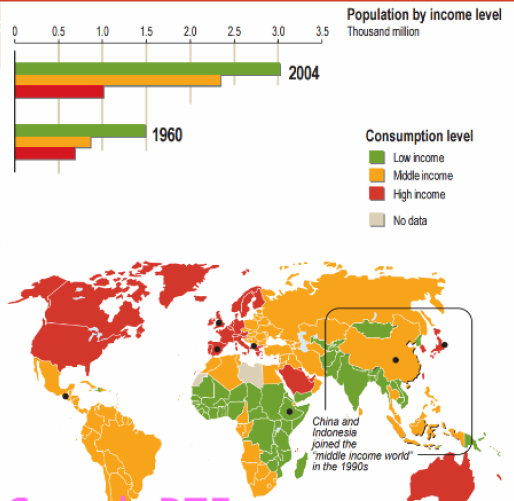 Population by income level
Thousand million
0 0.5 1.0 1.5 2.0 2.5 3.0 3.5
2004
1960
Consumption level
Low income
Middle income
High income
No data
China and
Indonesia
joined the
"middle income world"
in the 1990s